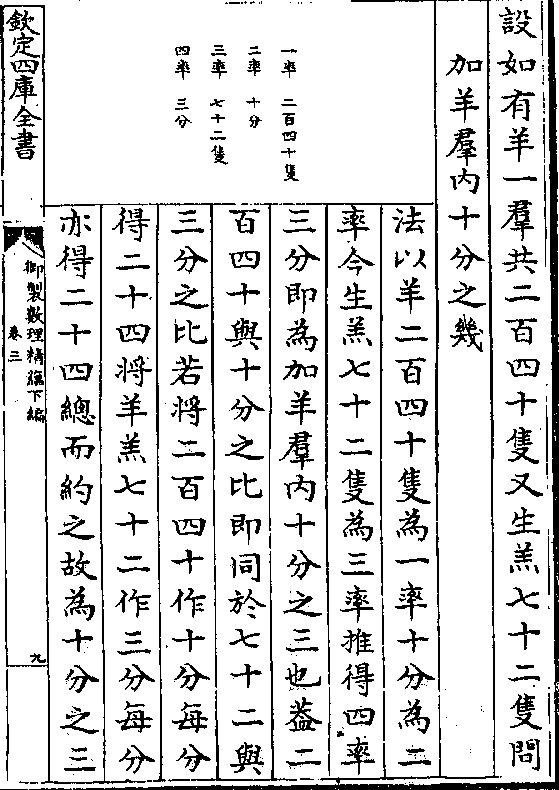 設如有羊一羣共二百四十隻又生羔七十二隻問
加羊羣内十分之幾
一率　二百四十隻
二率　十分
三率　七十二隻
四率　三分
法以羊二百四十隻為一率十分為二
率今生羔七十二隻為三率推得四率
三分即為加羊羣内十分之三也葢二
百四十與十分之比即同於七十二與
三分之比若將二百四十作十分每分
得二十四將羊羔七十二作三分每分
亦得二十四總而約之故為十分之三
欽定四庫全書
御製數理精藴下編
卷三
九